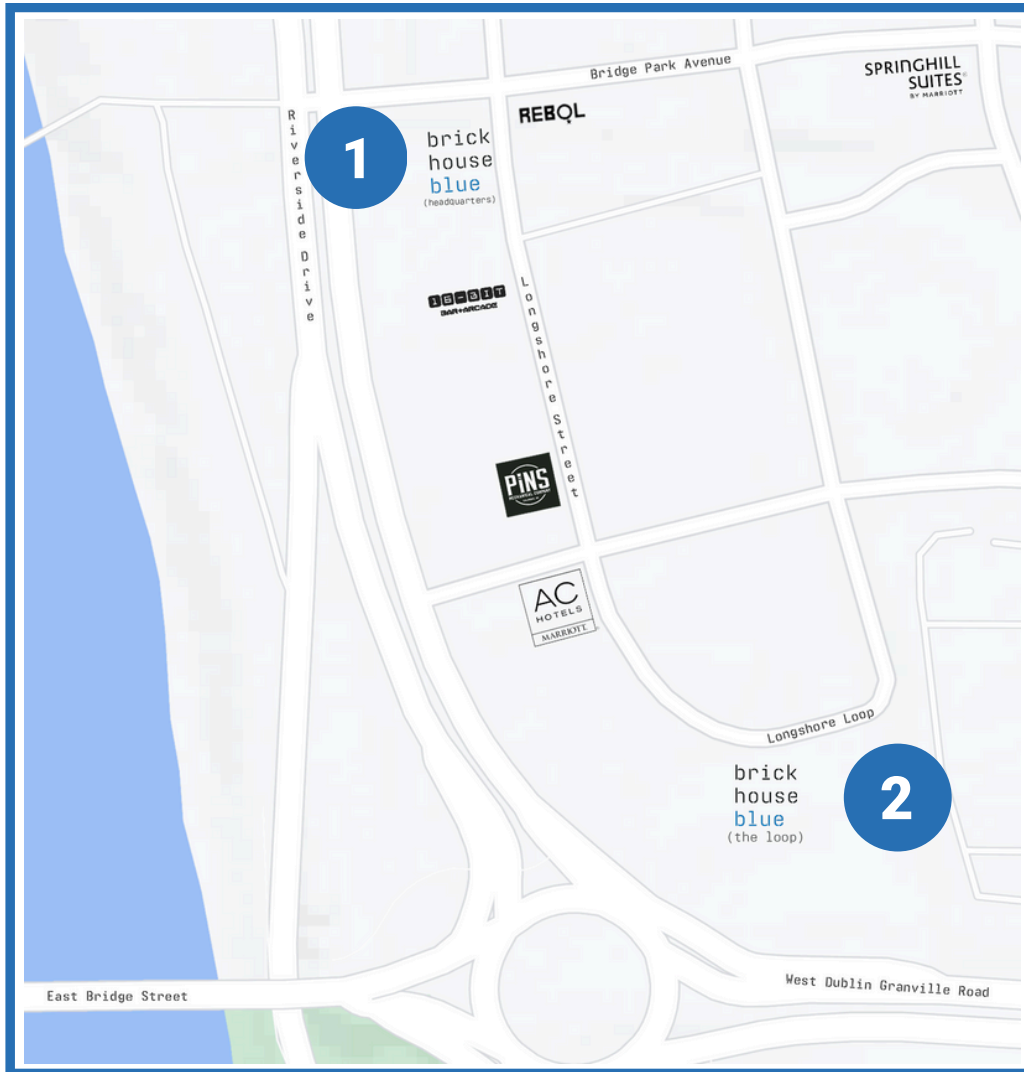 Bridge Park Avenue
SPRINGHILL
SUITES®
BY MARRIOTT
REBOL
Riverside Drive
1
brick
house
blue
(headquarters)
16-BIT
BAR+ARCADE
Longshore Street
PiNS
MECHANICAL COMPANY
AC
HOTELS
MARRIOTT
Longshore Loop
brick
house
blue
(the loop)
2
East Bridge Street
West Dublin Granville Road